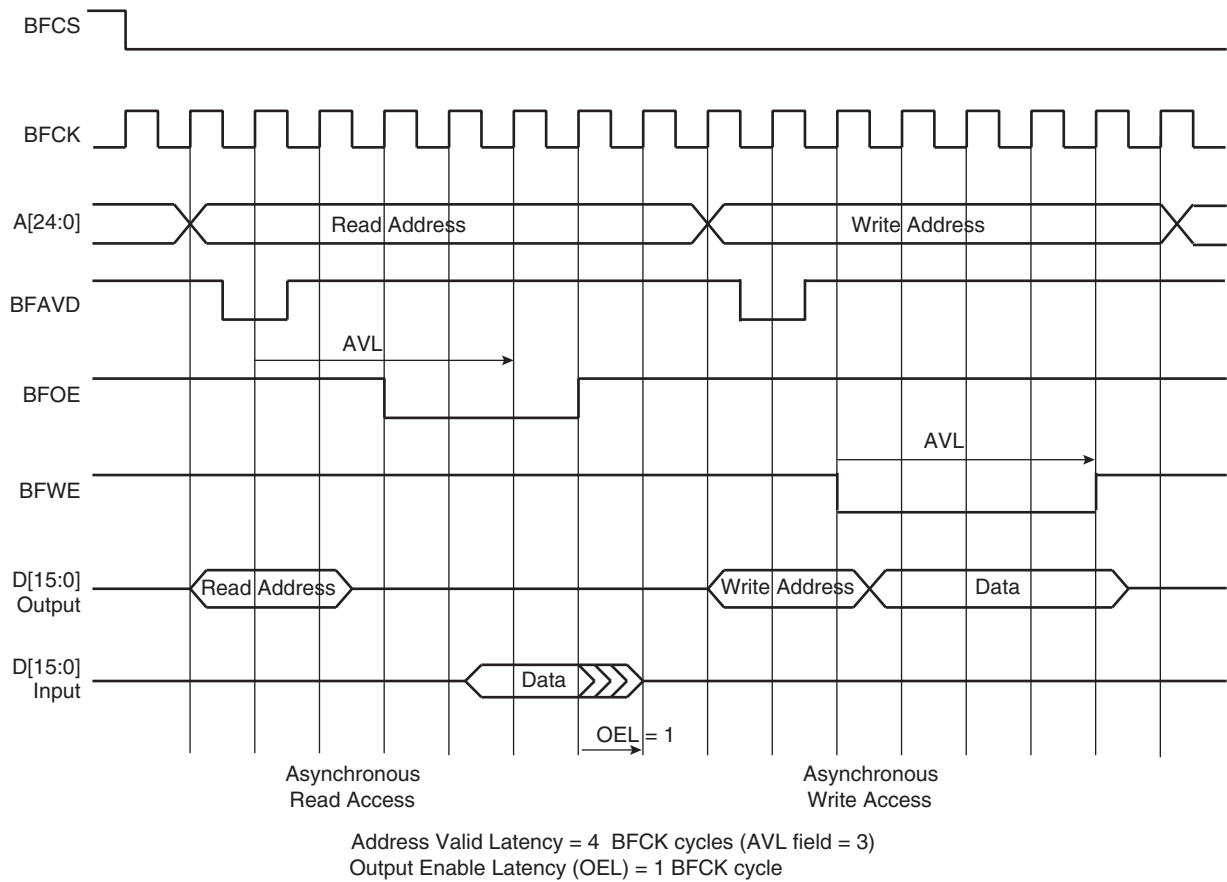 BFCS
BFCK
A[24:0]
Read Address
Write Address
BFAVD
AVL
BFOE
AVL
BFWE
D[15:0]
Output
Read Address
Write Address
Data
D[15:0]
Input
Data
OEL = 1
Asynchronous
Read Access
Asynchronous
Write Access
Address Valid Latency = 4 BFCK cycles (AVL field = 3)
Output Enable Latency (OEL) = 1 BFCK cycle